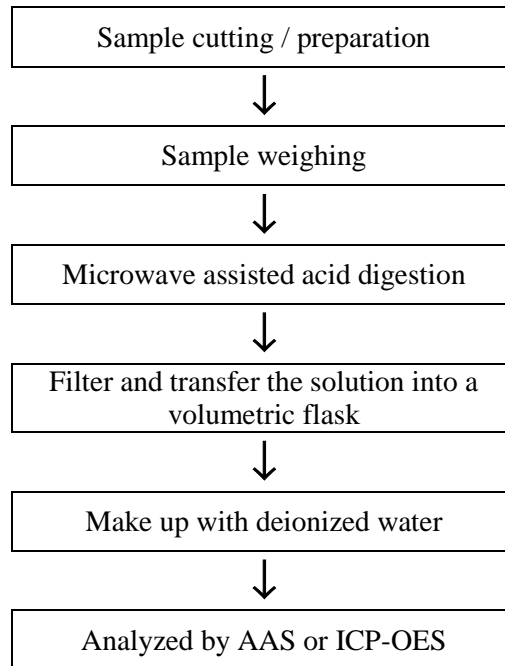 Sample cutting / preparation
Sample weighing
Microwave assisted acid digestion
Filter and transfer the solution into a
volumetric flask
Make up with deionized water
Analyzed by AAS or ICP-OES